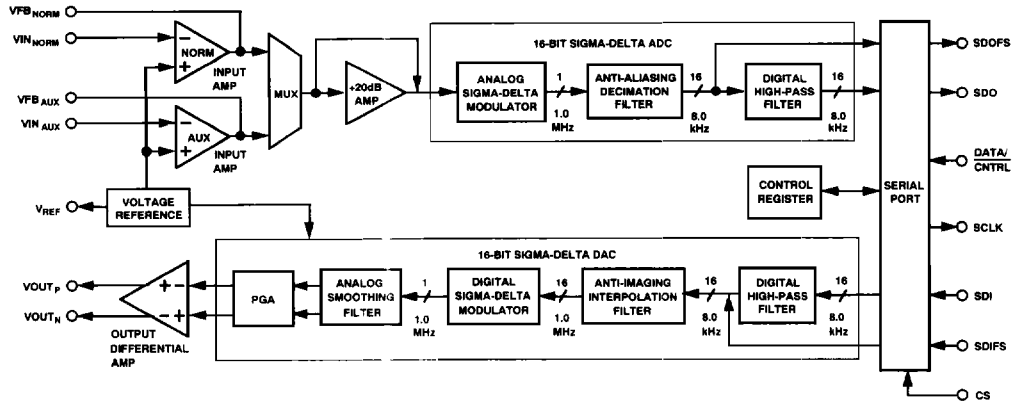 VFB NORM
VIN NORM
NORM
INPUT
AMP
VFB AUX
VIN AUX
AUX
INPUT
AMP
MUX
+20dB
AMP
VREF
VOLTAGE
REFERENCE
16-BIT SIGMA-DELTA ADC
ANALOG
SIGMA-DELTA
MODULATOR
1
1.0
MHz
ANTI-ALIASING
DECIMATION
FILTER
16
8.0
kHz
DIGITAL
HIGH-PASS
FILTER
16
8.0
kHz
CONTROL
REGISTER
SERIAL
PORT
SDOFS
SDO
DATA/
CNTRL
SCLK
SDI
SDIFS
CS
16-BIT SIGMA-DELTA DAC
VOUTP
VOUTN
OUTPUT
DIFFERENTIAL
AMP
PGA
ANALOG
SMOOTHING
FILTER
1
1.0
MHz
DIGITAL
SIGMA-DELTA
MODULATOR
16
1.0
MHz
ANTI-IMAGING
INTERPOLATION
FILTER
16
8.0
kHz
DIGITAL
HIGH-PASS
FILTER
16
8.0
kHz